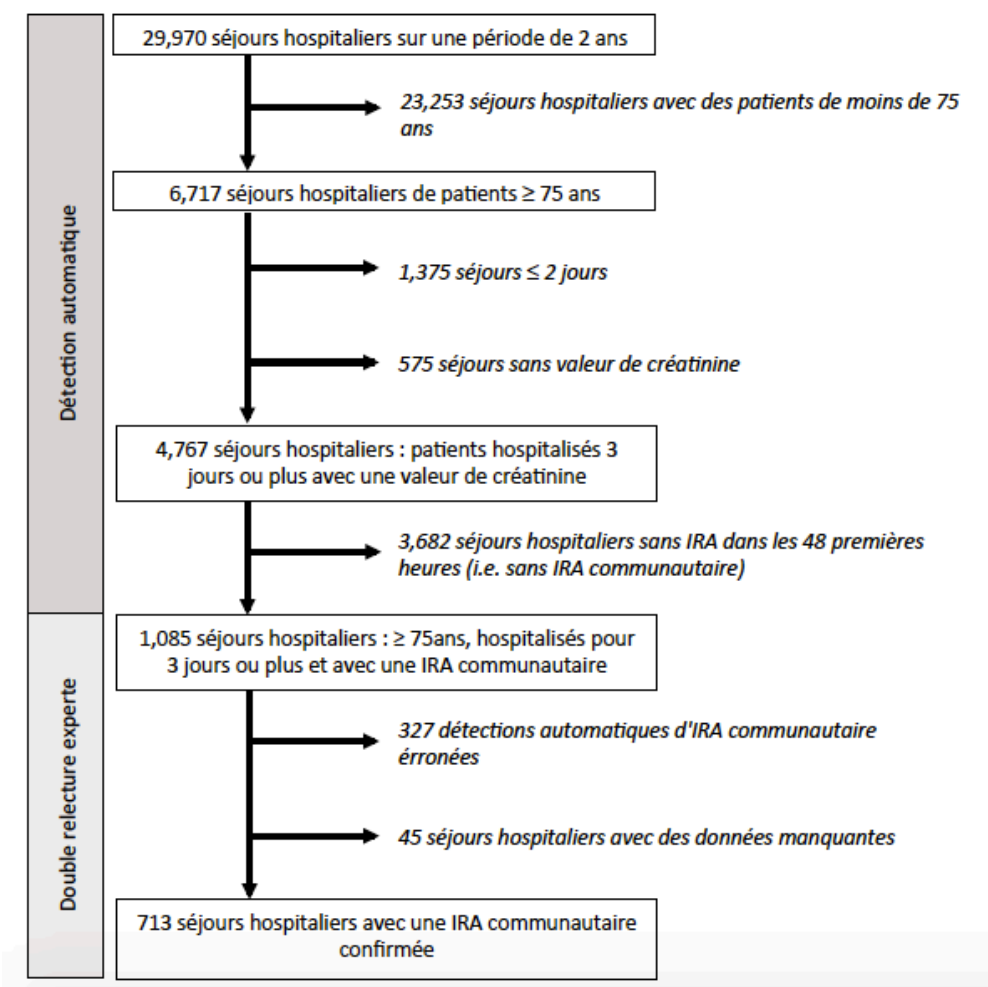 29,970 séjours hospitaliers sur une période de 2 ans
23,253 séjours hospitaliers avec des patients de moins de 75
ans
6,717 séjours hospitaliers de patients ≥ 75 ans
Détection automatique
1,375 séjours ≤ 2 jours
575 séjours sans valeur de créatinine
4,767 séjours hospitaliers : patients hospitalisés 3
jours ou plus avec une valeur de créatinine
3,682 séjours hospitaliers sans IRA dans les 48 premières
heures (i.e. sans IRA communautaire)
1,085 séjours hospitaliers : ≥ 75ans, hospitalisés pour
3 jours ou plus et avec une IRA communautaire
Double relecture experte
327 détections automatiques d'IRA communautaire
érronées
45 séjours hospitaliers avec des données manquantes
713 séjours hospitaliers avec une IRA communautaire
confirmée